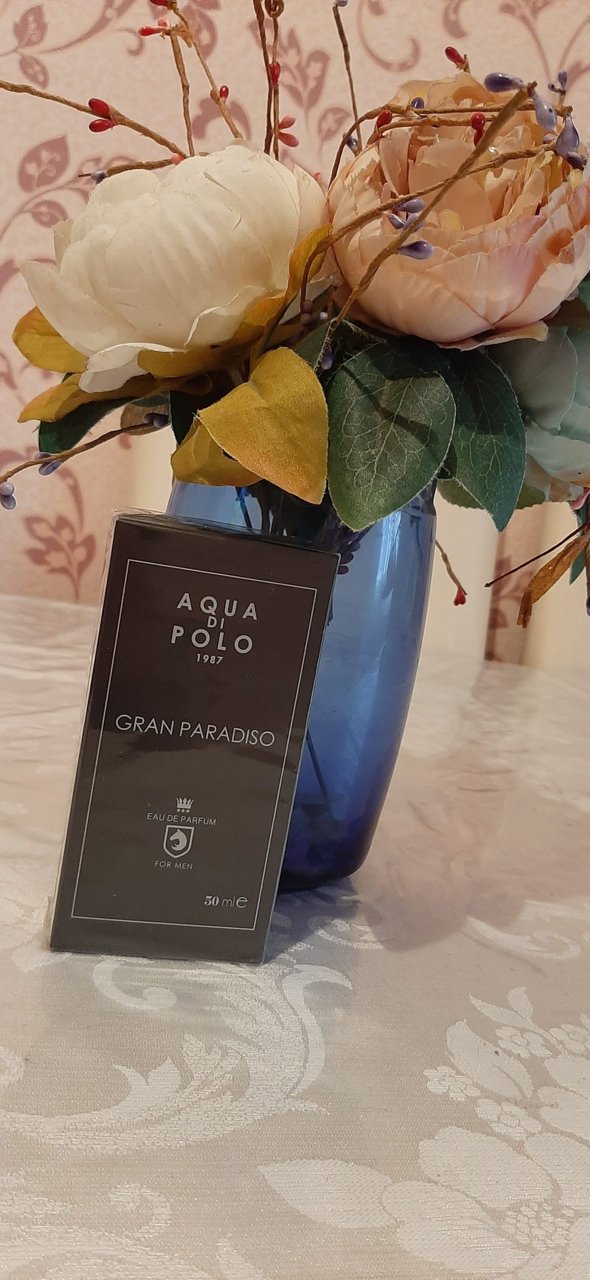 AQUA
DI
POLO
1987
GRAN PARADISO
EAU DE PARFUM
FOR MEN
50 ml e